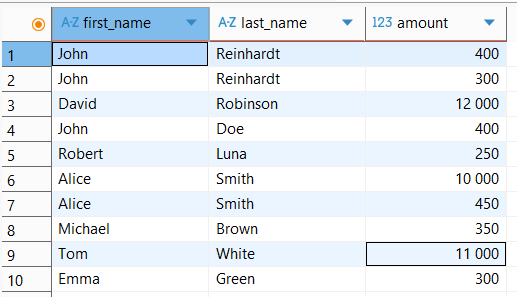 A-Z first_name A-Z last_name 123 amount
1 John Reinhardt 400
2 John Reinhardt 300
3 David Robinson 12 000
4 John Doe 400
5 Robert Luna 250
6 Alice Smith 10 000
7 Alice Smith 450
8 Michael Brown 350
9 Tom White 11 000
10 Emma Green 300